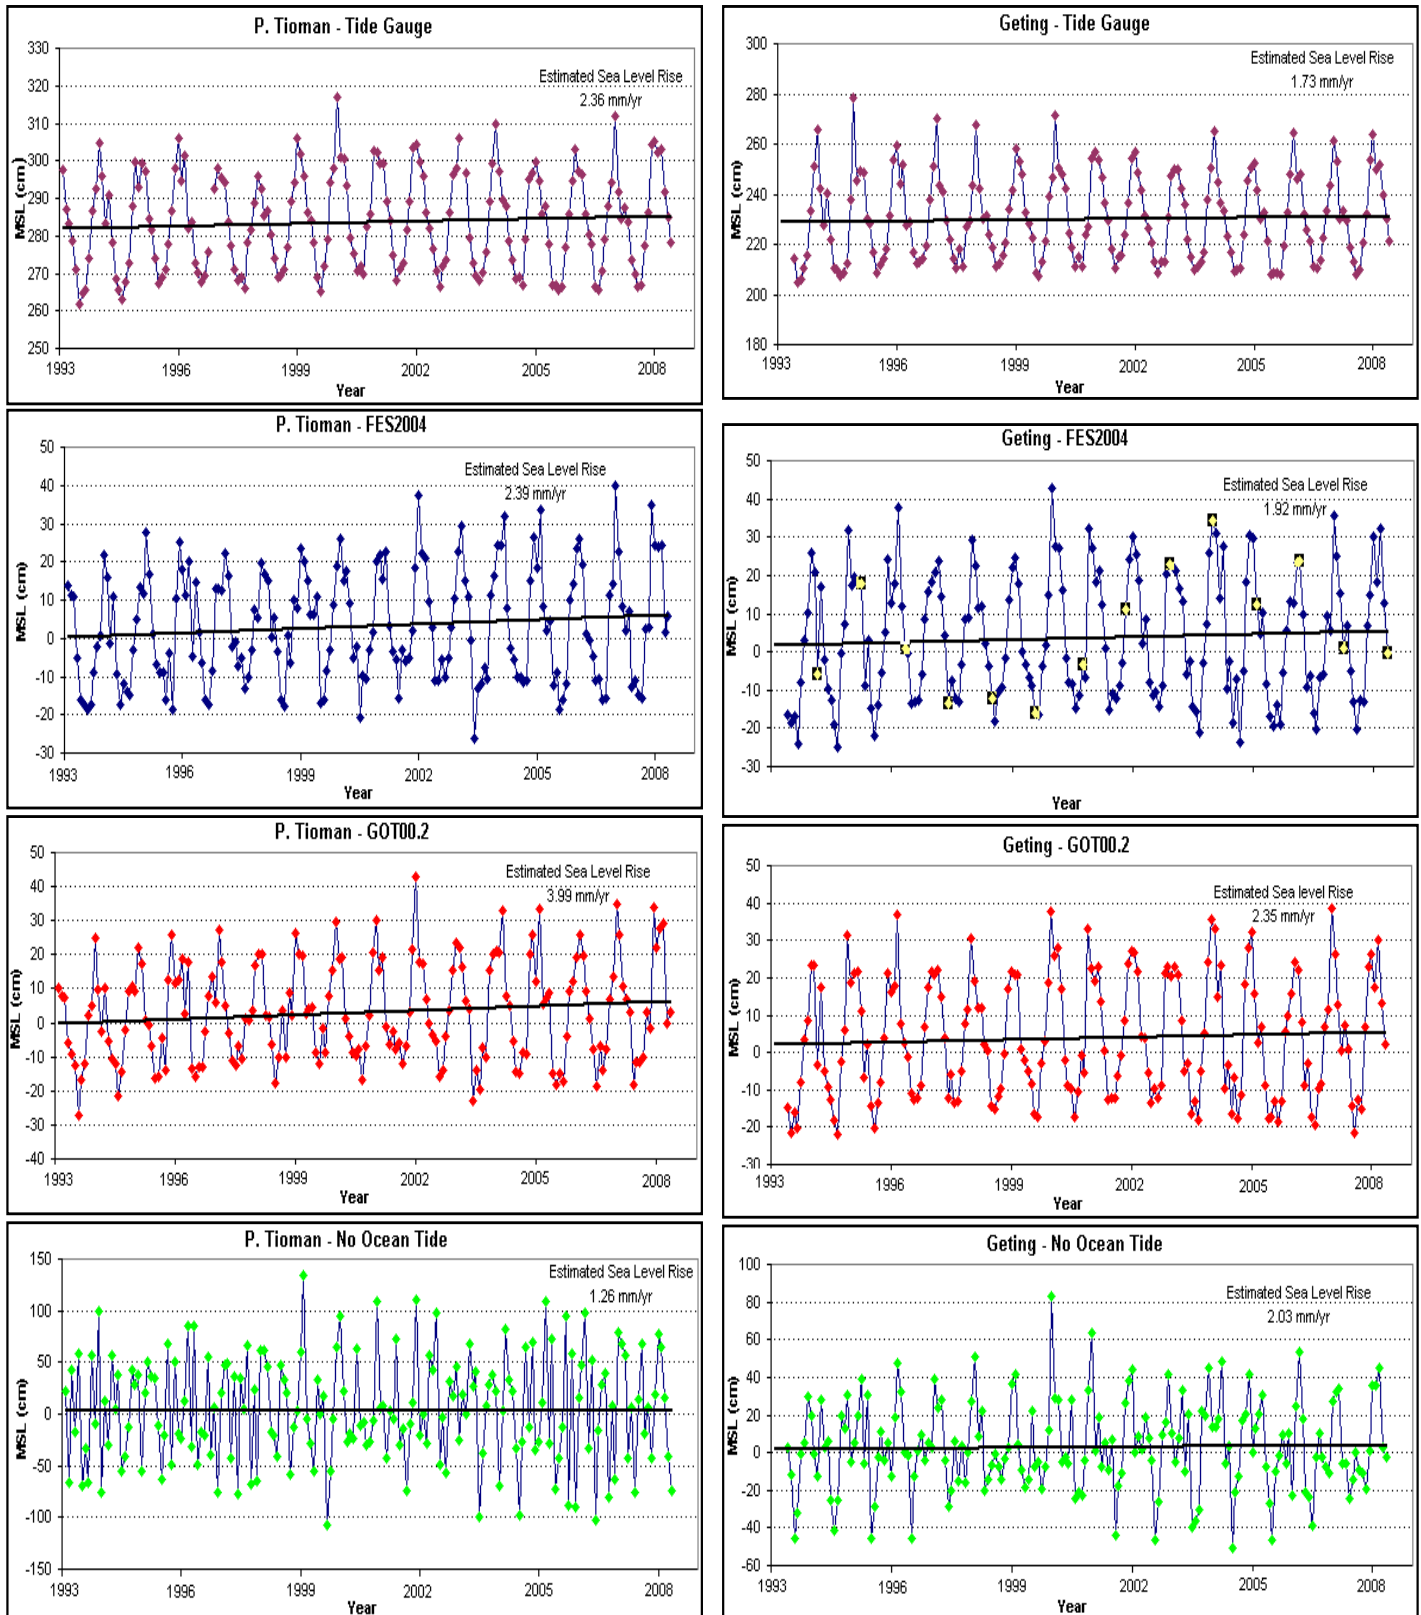 P. Tioman - Tide Gauge
Estimated Sea Level Rise
2.36 mm/yr
MSL (cm)
330
320
310
300
290
280
270
260
250
1993 1996 1999 2002 2005 2008
Year
Geting - Tide Gauge
Estimated Sea Level Rise
1.73 mm/yr
MSL (cm)
300
280
260
240
220
200
180
1993 1996 1999 2002 2005 2008
Year
P. Tioman - FES2004
Estimated Sea Level Rise
2.39 mm/yr
MSL (cm)
50
40
30
20
10
0
-10
-20
-30
1993 1996 1999 2002 2005 2008
Year
Geting - FES2004
Estimated Sea Level Rise
1.92 mm/yr
MSL (cm)
50
40
30
20
10
0
-10
-20
-30
Year
P. Tioman - GOT00.2
Estimated Sea Level Rise
3.99 mm/yr
MSL (cm)
50
40
30
20
10
0
-10
-20
-30
-40
1993 1996 1999 2002 2005 2008
Year
Geting - GOT00.2
Estimated Sea level Rise
2.35 mm/yr
MSL (cm)
50
40
30
20
10
0
-10
-20
-30
1993 1996 1999 2002 2005 2008
Year
P. Tioman - No Ocean Tide
Estimated Sea Level Rise
1.26 mm/yr
MSL (cm)
150
100
50
0
-50
-100
-150
1993 1996 1999 2002 2005 2008
Year
Geting - No Ocean Tide
Estimated Sea Level Rise
2.03 mm/yr
MSL (cm)
100
80
60
40
20
0
-20
-40
-60
1993 1996 1999 2002 2005 2008
Year